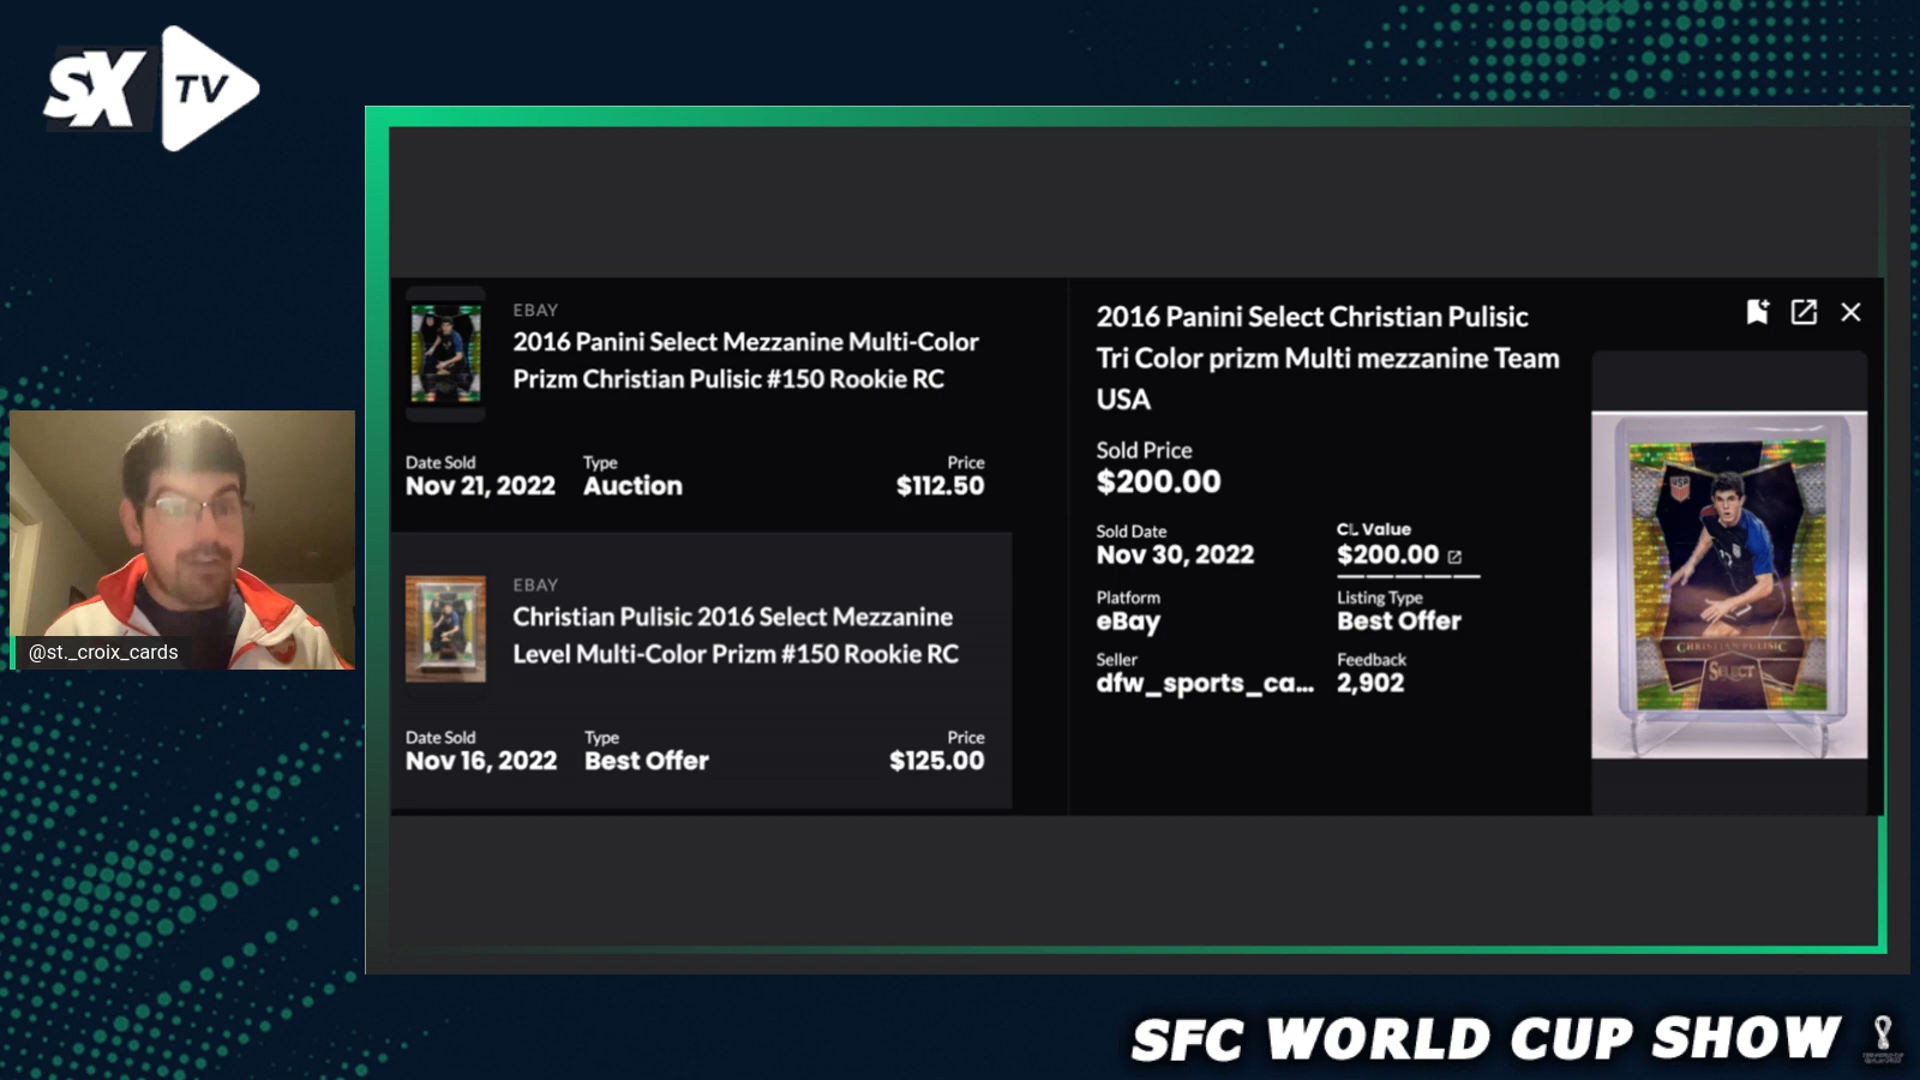 SX TV
EBAY
2016 Panini Select Mezzanine Multi-Color
Prizm Christian Pulisic #150 Rookie RC
Date Sold
Type
Price
Nov 21, 2022
Auction
$112.50
EBAY
Christian Pulisic 2016 Select Mezzanine
Level Multi-Color Prizm #150 Rookie RC
Date Sold
Type
Price
Nov 16, 2022
Best Offer
$125.00
2016 Panini Select Christian Pulisic
Tri Color prizm Multi mezzanine Team
USA
Sold Price
$200.00
Sold Date
CL Value
Nov 30, 2022
$200.00
Platform
Listing Type
eBay
Best Offer
Seller
Feedback
dfw_sports_ca...
2,902
CHRISTIAN PULISIC
SELECT
@st._croix_cards
SFC WORLD CUP SHOW